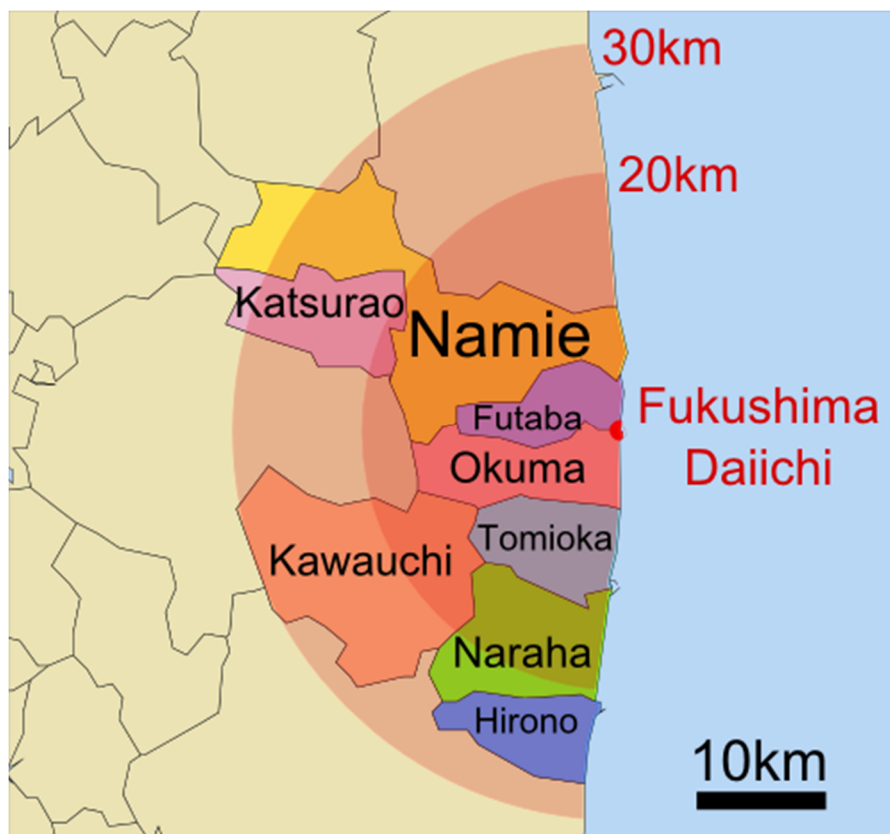 30km
20km
Katsurao
Namie
Futaba
Fukushima
Daiichi
Okuma
Tomioka
Kawauchi
Naraha
Hirono
10km